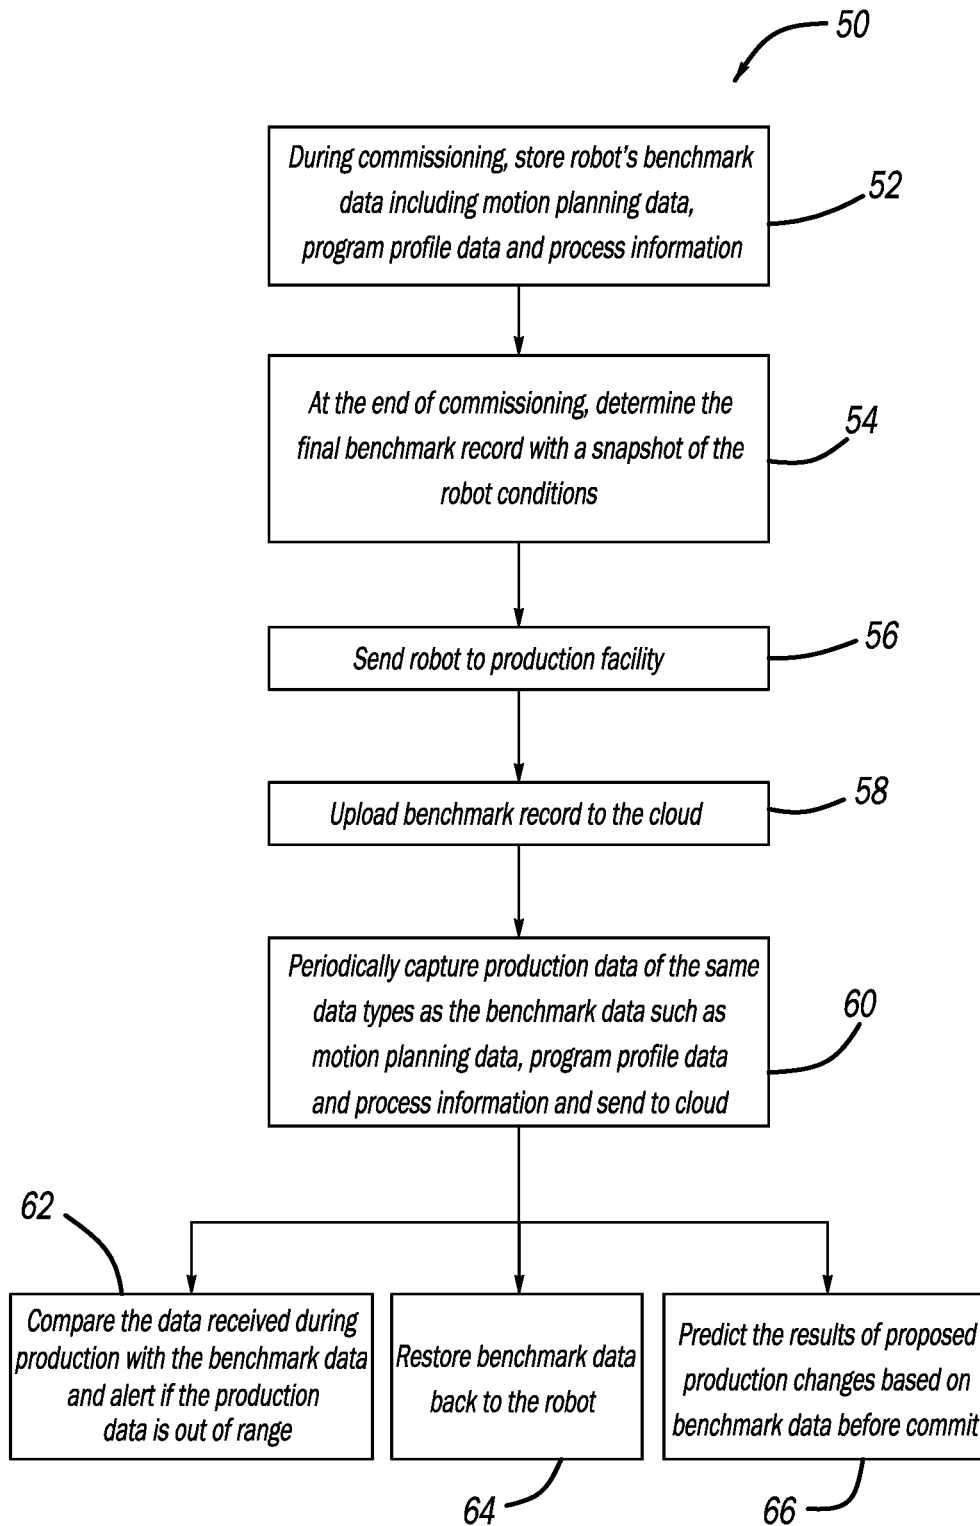 50
During commissioning, store robot's benchmark
data including motion planning data,
program profile data and process information
52
At the end of commissioning, determine the
final benchmark record with a snapshot of the
robot conditions
54
Send robot to production facility
56
Upload benchmark record to the cloud
58
Periodically capture production data of the same
data types as the benchmark data such as
motion planning data, program profile data
and process information and send to cloud
60
62
Compare the data received during
production with the benchmark data
and alert if the production
data is out of range
Restore benchmark data
back to the robot
64
Predict the results of proposed
production changes based on
benchmark data before commit
66